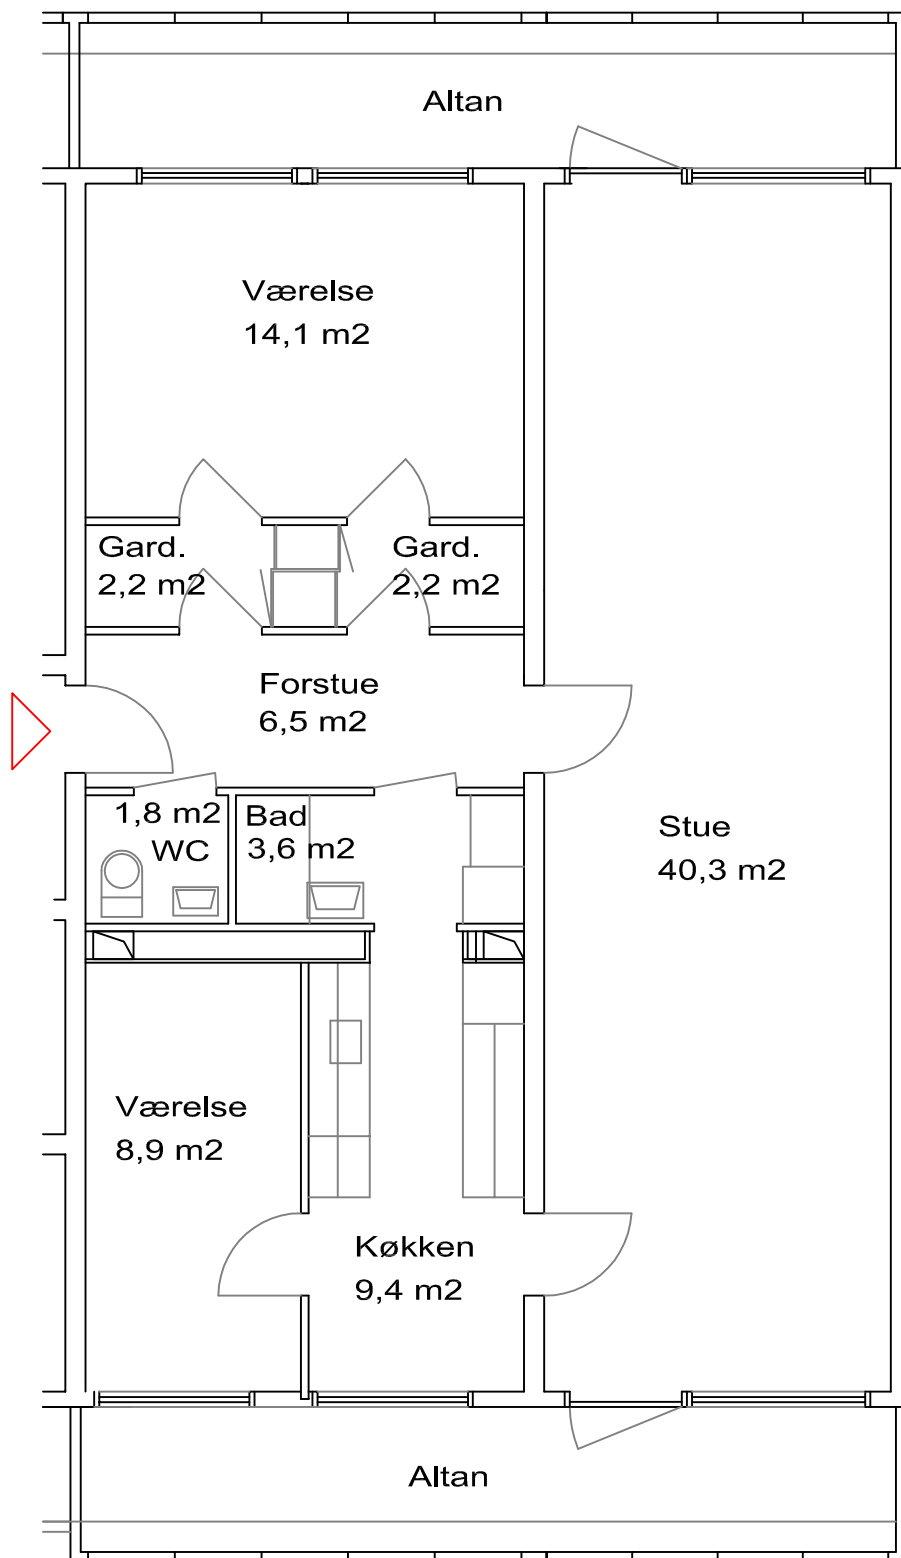 Altan
Værelse
14,1 m2
Gard.
2,2 m2
Gard.
2,2 m2
Forstue
6,5 m2
1,8 m2
WC
Bad
3,6 m2
Stue
40,3 m2
Værelse
8,9 m2
Køkken
9,4 m2
Altan